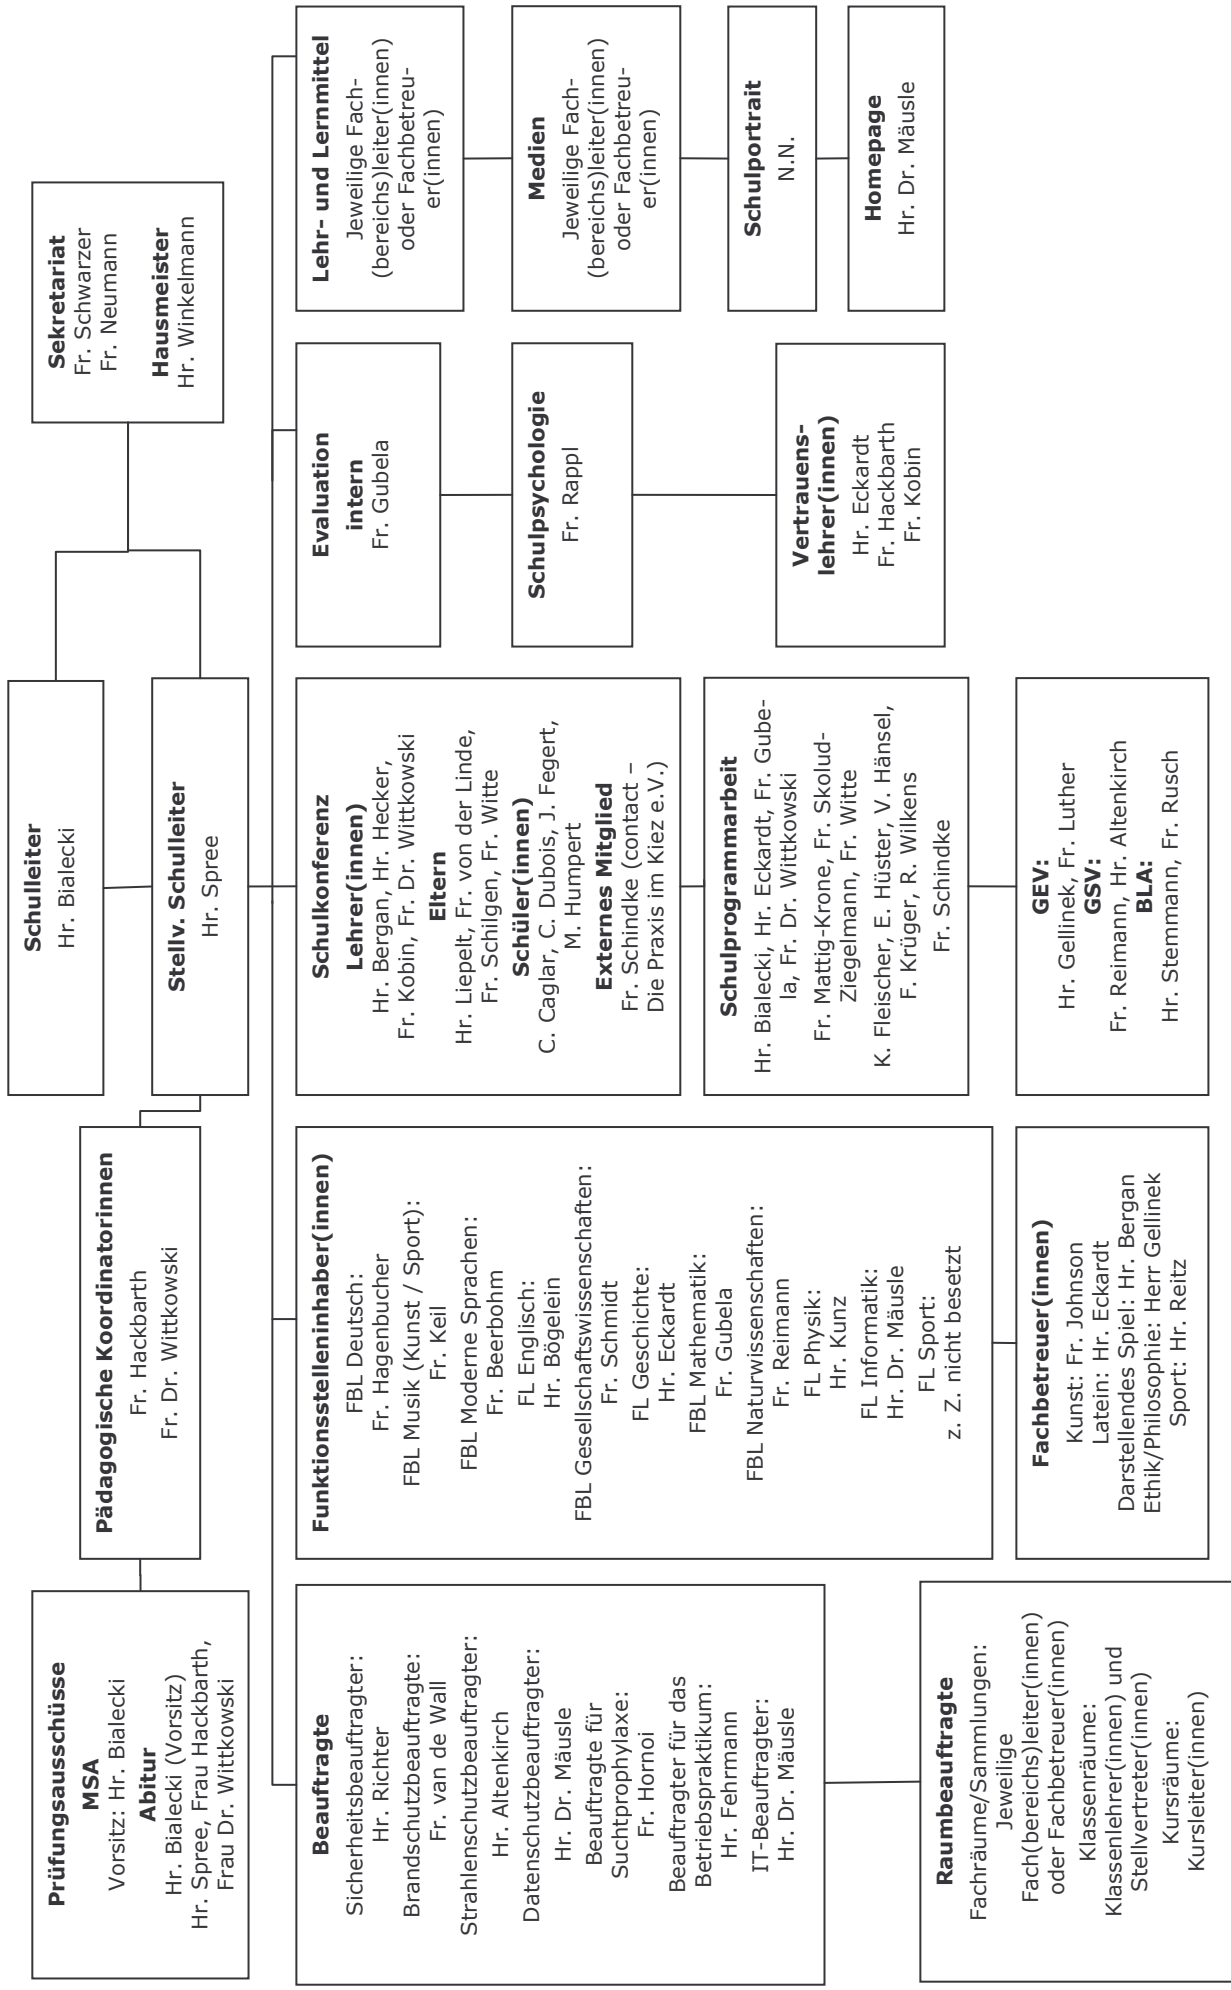 Schulleiter
Hr. Bialecki
Sekretariat
Fr. Schwarzer
Fr. Neumann
Hausmeister
Hr. Winkelmann
Stellv. Schulleiter
Hr. Spree
Pädagogische Koordinatorinnen
Fr. Hackbarth
Fr. Dr. Wittkowski
Prüfungsausschüsse
MSA
Vorsitz: Hr. Bialecki
Abitur
Hr. Bialecki (Vorsitz)
Hr. Spree, Frau Hackbarth,
Frau Dr. Wittkowski
Beauftragte
Sicherheitsbeauftragter:
Hr. Richter
Brandschutzbeauftragte:
Fr. van de Wall
Strahlenschutzbeauftragter:
Hr. Altenkirch
Datenschutzbeauftragter:
Hr. Dr. Mäusle
Beauftragte für
Suchtprophylaxe:
Fr. Hornoi
Beauftragter für das
Betriebspraktikum:
Hr. Fehrmann
IT-Beauftragter:
Hr. Dr. Mäusle
Raumbeauftragte
Fachräume/Sammlungen:
Jeweilige
Fach(bereichs)leiter(innen)
oder Fachbetreuer(innen)
Klassenräume:
Klassenlehrer(innen) und
Stellvertreter(innen)
Kursräume:
Kursleiter(innen)
Funktionsstelleninhaber(innen)
FBL Deutsch:
Fr. Hagenbucher
FBL Musik (Kunst / Sport):
Fr. Keil
FBL Moderne Sprachen:
Fr. Beerbohm
FL Englisch:
Hr. Bögelein
FBL Gesellschaftswissenschaften:
Fr. Schmidt
FL Geschichte:
Hr. Eckardt
FBL Mathematik:
Fr. Gubela
FBL Naturwissenschaften:
Fr. Reimann
FL Physik:
Hr. Kunz
FL Informatik:
Hr. Dr. Mäusle
FL Sport:
z. Z. nicht besetzt
Fachbetreuer(innen)
Kunst: Fr. Johnson
Latein: Hr. Eckardt
Darstellendes Spiel: Hr. Bergan
Ethik/Philosophie: Herr Gellinek
Sport: Hr. Reitz
Schulkonferenz
Lehrer(innen)
Hr. Bergan, Hr. Hecker,
Fr. Kobin, Fr. Dr. Wittkowski
Eltern
Hr. Liepelt, Fr. von der Linde,
Fr. Schilgen, Fr. Witte
Schüler(innen)
C. Caglar, C. Dubois, J. Fegert,
M. Humpert
Externes Mitglied
Fr. Schindke (contact –
Die Praxis im Kiez e.V.)
Schulprogrammarbeit
Hr. Bialecki, Hr. Eckardt, Fr. Gube-
la, Fr. Dr. Wittkowski
Fr. Mattig-Krone, Fr. Skolud-
Ziegelmann, Fr. Witte
K. Fleischer, E. Hüster, V. Hänsel,
F. Krüger, R. Wilkens
Fr. Schindke
GEV:
Hr. Gellinek, Fr. Luther
GSV:
Fr. Reimann, Hr. Altenkirch
BLA:
Hr. Stemmann, Fr. Rusch
Evaluation
intern
Fr. Gubela
Schulpsychologie
Fr. Rappl
Vertrauens-
lehrer(innen)
Hr. Eckardt
Fr. Hackbarth
Fr. Kobin
Lehr- und Lernmittel
Jeweilige Fach-
(bereichs)leiter(innen)
oder Fachbetreu-
er(innen)
Medien
Jeweilige Fach-
(bereichs)leiter(innen)
oder Fachbetreu-
er(innen)
Schulportrait
N.N.
Homepage
Hr. Dr. Mäusle